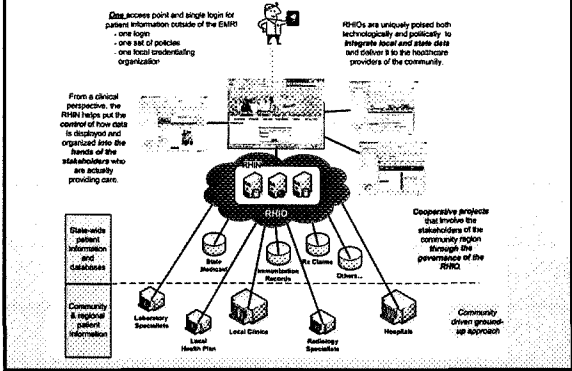 One access point and single login for
patient information outside of the EMR!
- one login
- one set of policies
- one local credentialing
organization
RHIOs are uniquely poised both
technologically and politically to
integrate local and state data
and deliver it to the healthcare
providers of the community.
From a clinical
perspective, the
RHIN helps put the
control of how data
is displayed and
organized into the
hands of the
stakeholders who
are actually
providing care.
RHIN
RHIO
Cooperative projects
that involve the
stakeholders of the
community region
through the
governance of the
RHIO.
State-wide
patient
information
and
databases
State
Medicaid
Immunization
Records
Rx Claims
Others...
Community
& regional
patient
information
Laboratory
Specialists
Local
Health Plan
Local Clinics
Radiology
Specialists
Hospitals
Community
driven ground-
up approach